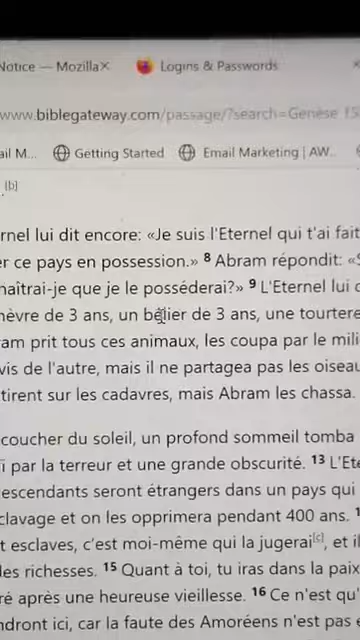 Notice — Mozilla × Logins & Passwords ×
www.biblegateway.com/passage/?search=Genèse 15
ail M... Getting Started Email Marketing | AW..
[b]
rnel lui dit encore: «Je suis l'Eternel qui t'ai fait
er ce pays en possession.» 8 Abram répondit: «S
naîtrai-je que je le posséderai?» 9 L'Eternel lui
hèvre de 3 ans, un bélier de 3 ans, une tourtere
am prit tous ces animaux, les coupa par le mili
vis de l'autre, mais il ne partagea pas les oiseau
tirent sur les cadavres, mais Abram les chassa.
coucher du soleil, un profond sommeil tomba
ï par la terreur et une grande obscurité. 13 L'Ete
escendants seront étrangers dans un pays qui
clavage et on les opprimera pendant 400 ans. 1
t esclaves, c'est moi-même qui la jugerai[c], et il
les richesses. 15 Quant à toi, tu iras dans la paix
ré après une heureuse vieillesse. 16 Ce n'est qu'
ndront ici, car la faute des Amoréens n'est pas